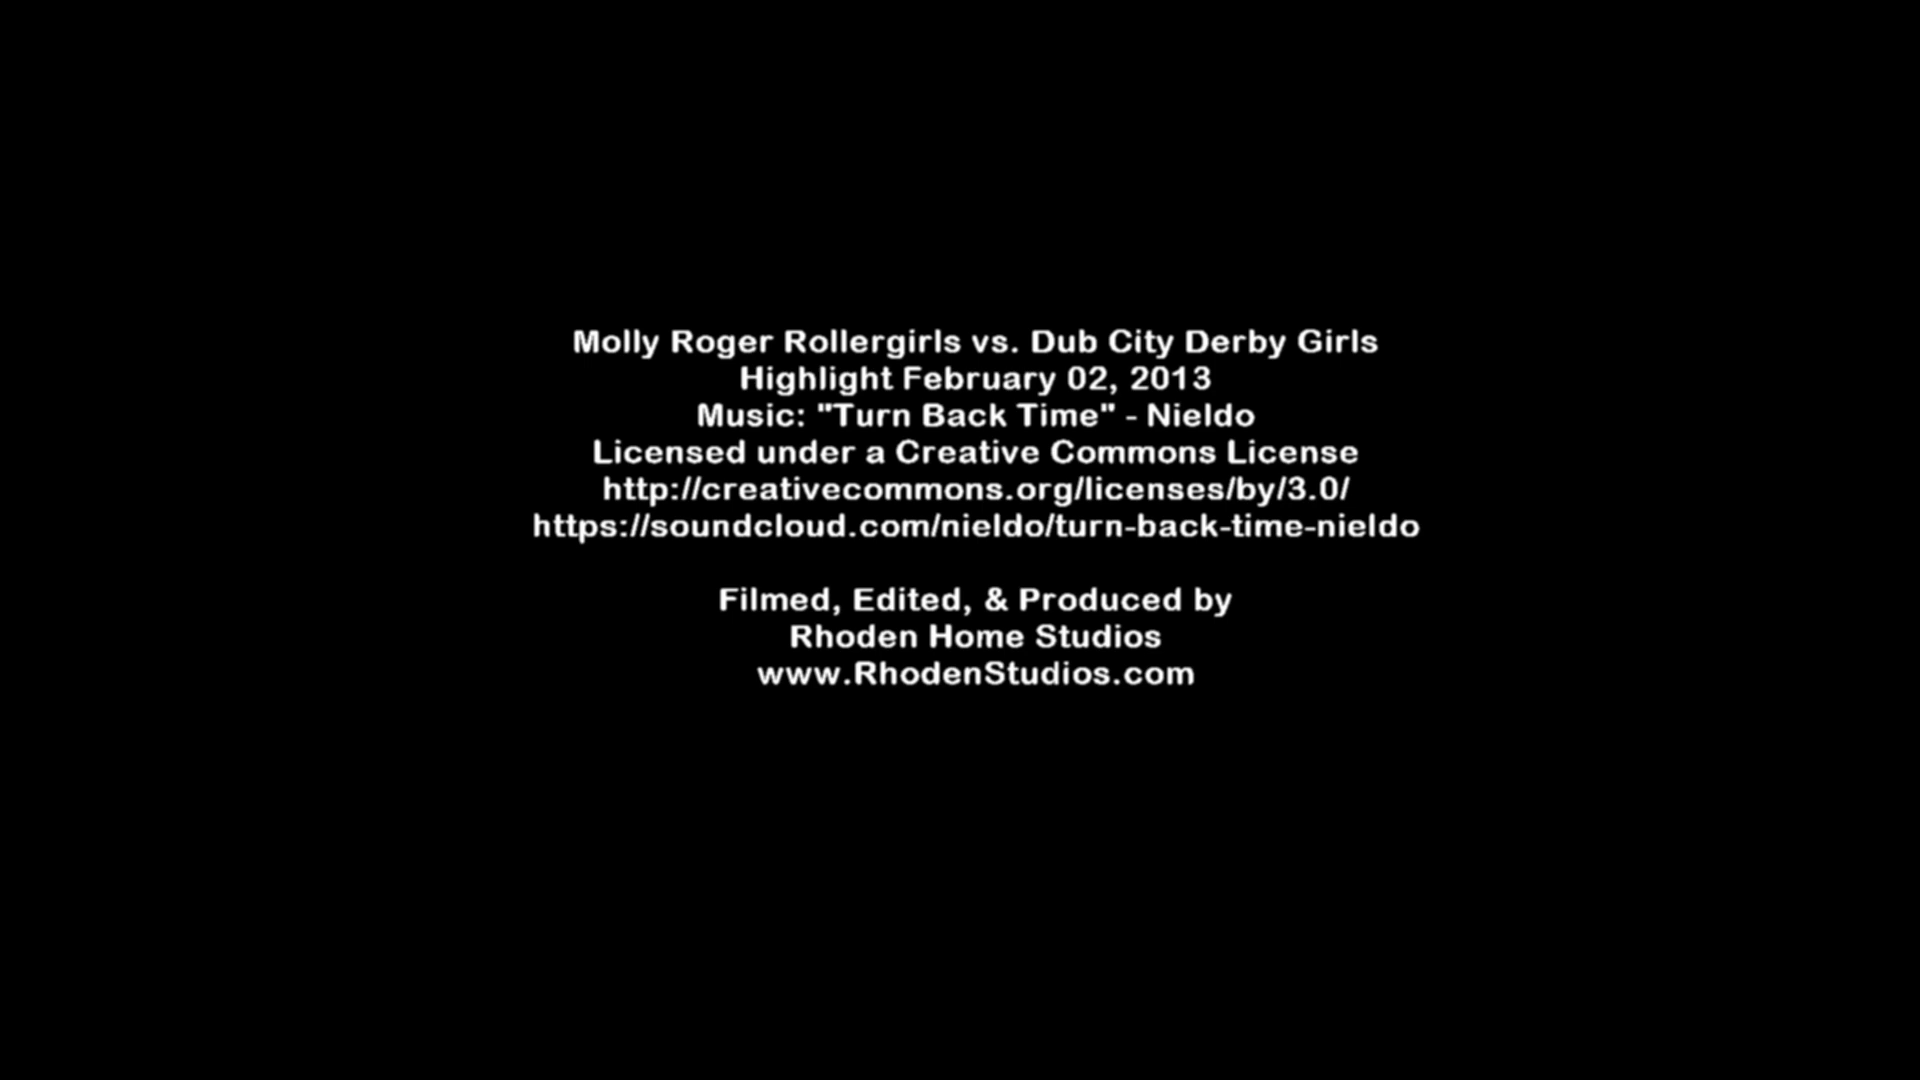 Molly Roger Rollergirls vs. Dub City Derby Girls
Highlight February 02, 2013
Music: "Turn Back Time" - Nieldo
Licensed under a Creative Commons License
http://creativecommons.org/licenses/by/3.0/
https://soundcloud.com/nieldo/turn-back-time-nieldo
Filmed, Edited, & Produced by
Rhoden Home Studios
www.RhodenStudios.com